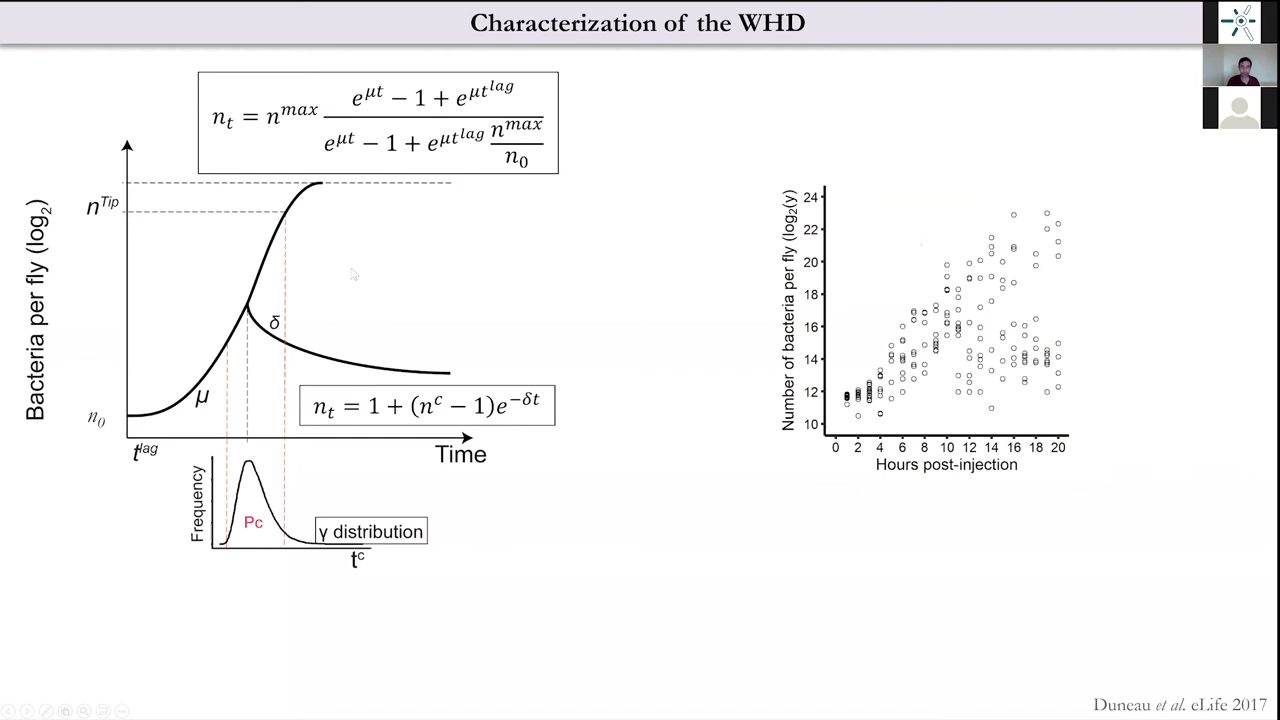 Characterization of the WHD
n_t = n^{max} \frac{e^{μt} − 1 + e^{μt^{lag}}}{e^{μt} − 1 + e^{μt^{lag}} \frac{n^{max}}{n_0}}
Bacteria per fly (log₂)
n^{Tip}
δ
μ
n₀
n_t = 1 + (n^c − 1)e^{−δt}
t^{lag}
Time
Frequency
Pc
γ distribution
t^c
Number of bacteria per fly (log₂(y)
24
22
20
18
16
14
12
10
0 2 4 6 8 10 12 14 16 18 20
Hours post-injection
Duneau et al. eLife 2017